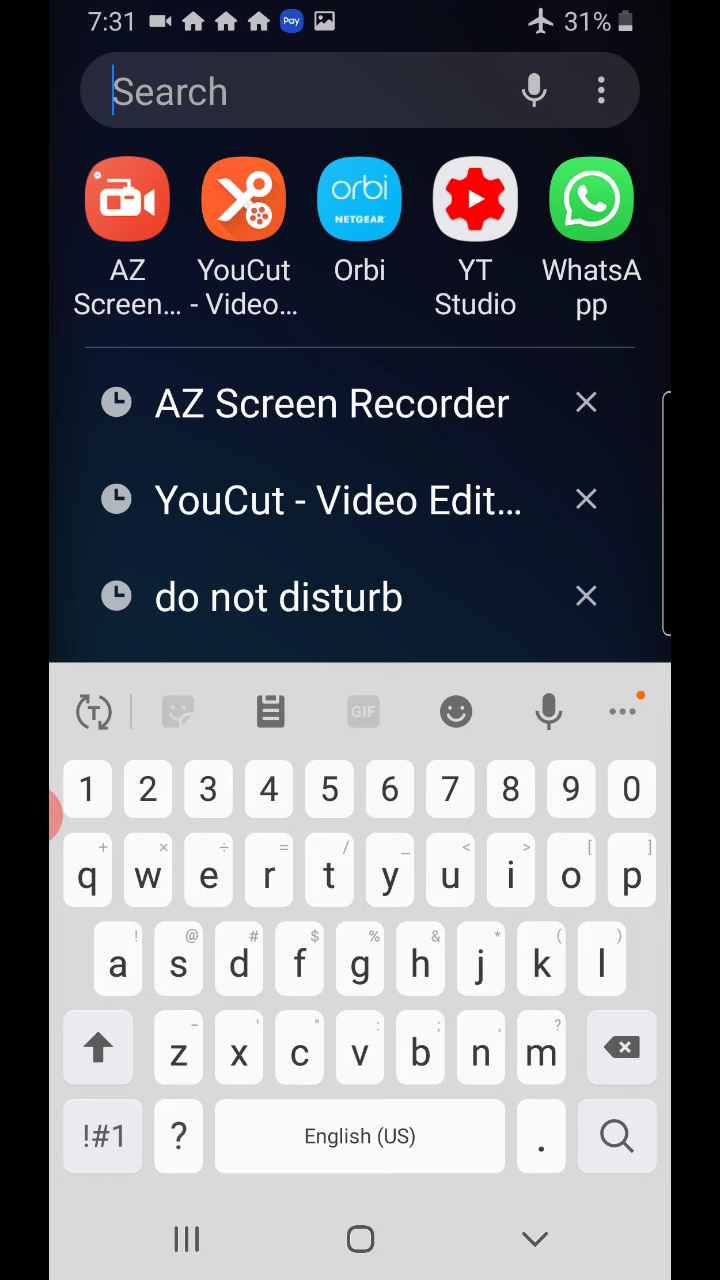 7:31 Pay 31%
Search
orbi
NETGEAR
AZ Screen...
YouCut - Video...
Orbi
YT Studio
WhatsApp
AZ Screen Recorder
YouCut - Video Edit...
do not disturb
T GIF ...
1 2 3 4 5 6 7 8 9 0
+ × ÷ = / _ < > [ ]
q w e r t y u i o p
! @ # $ % & * ( )
a s d f g h j k l
- ' " : ; , ?
z x c v b n m
!#1 ? English (US) .